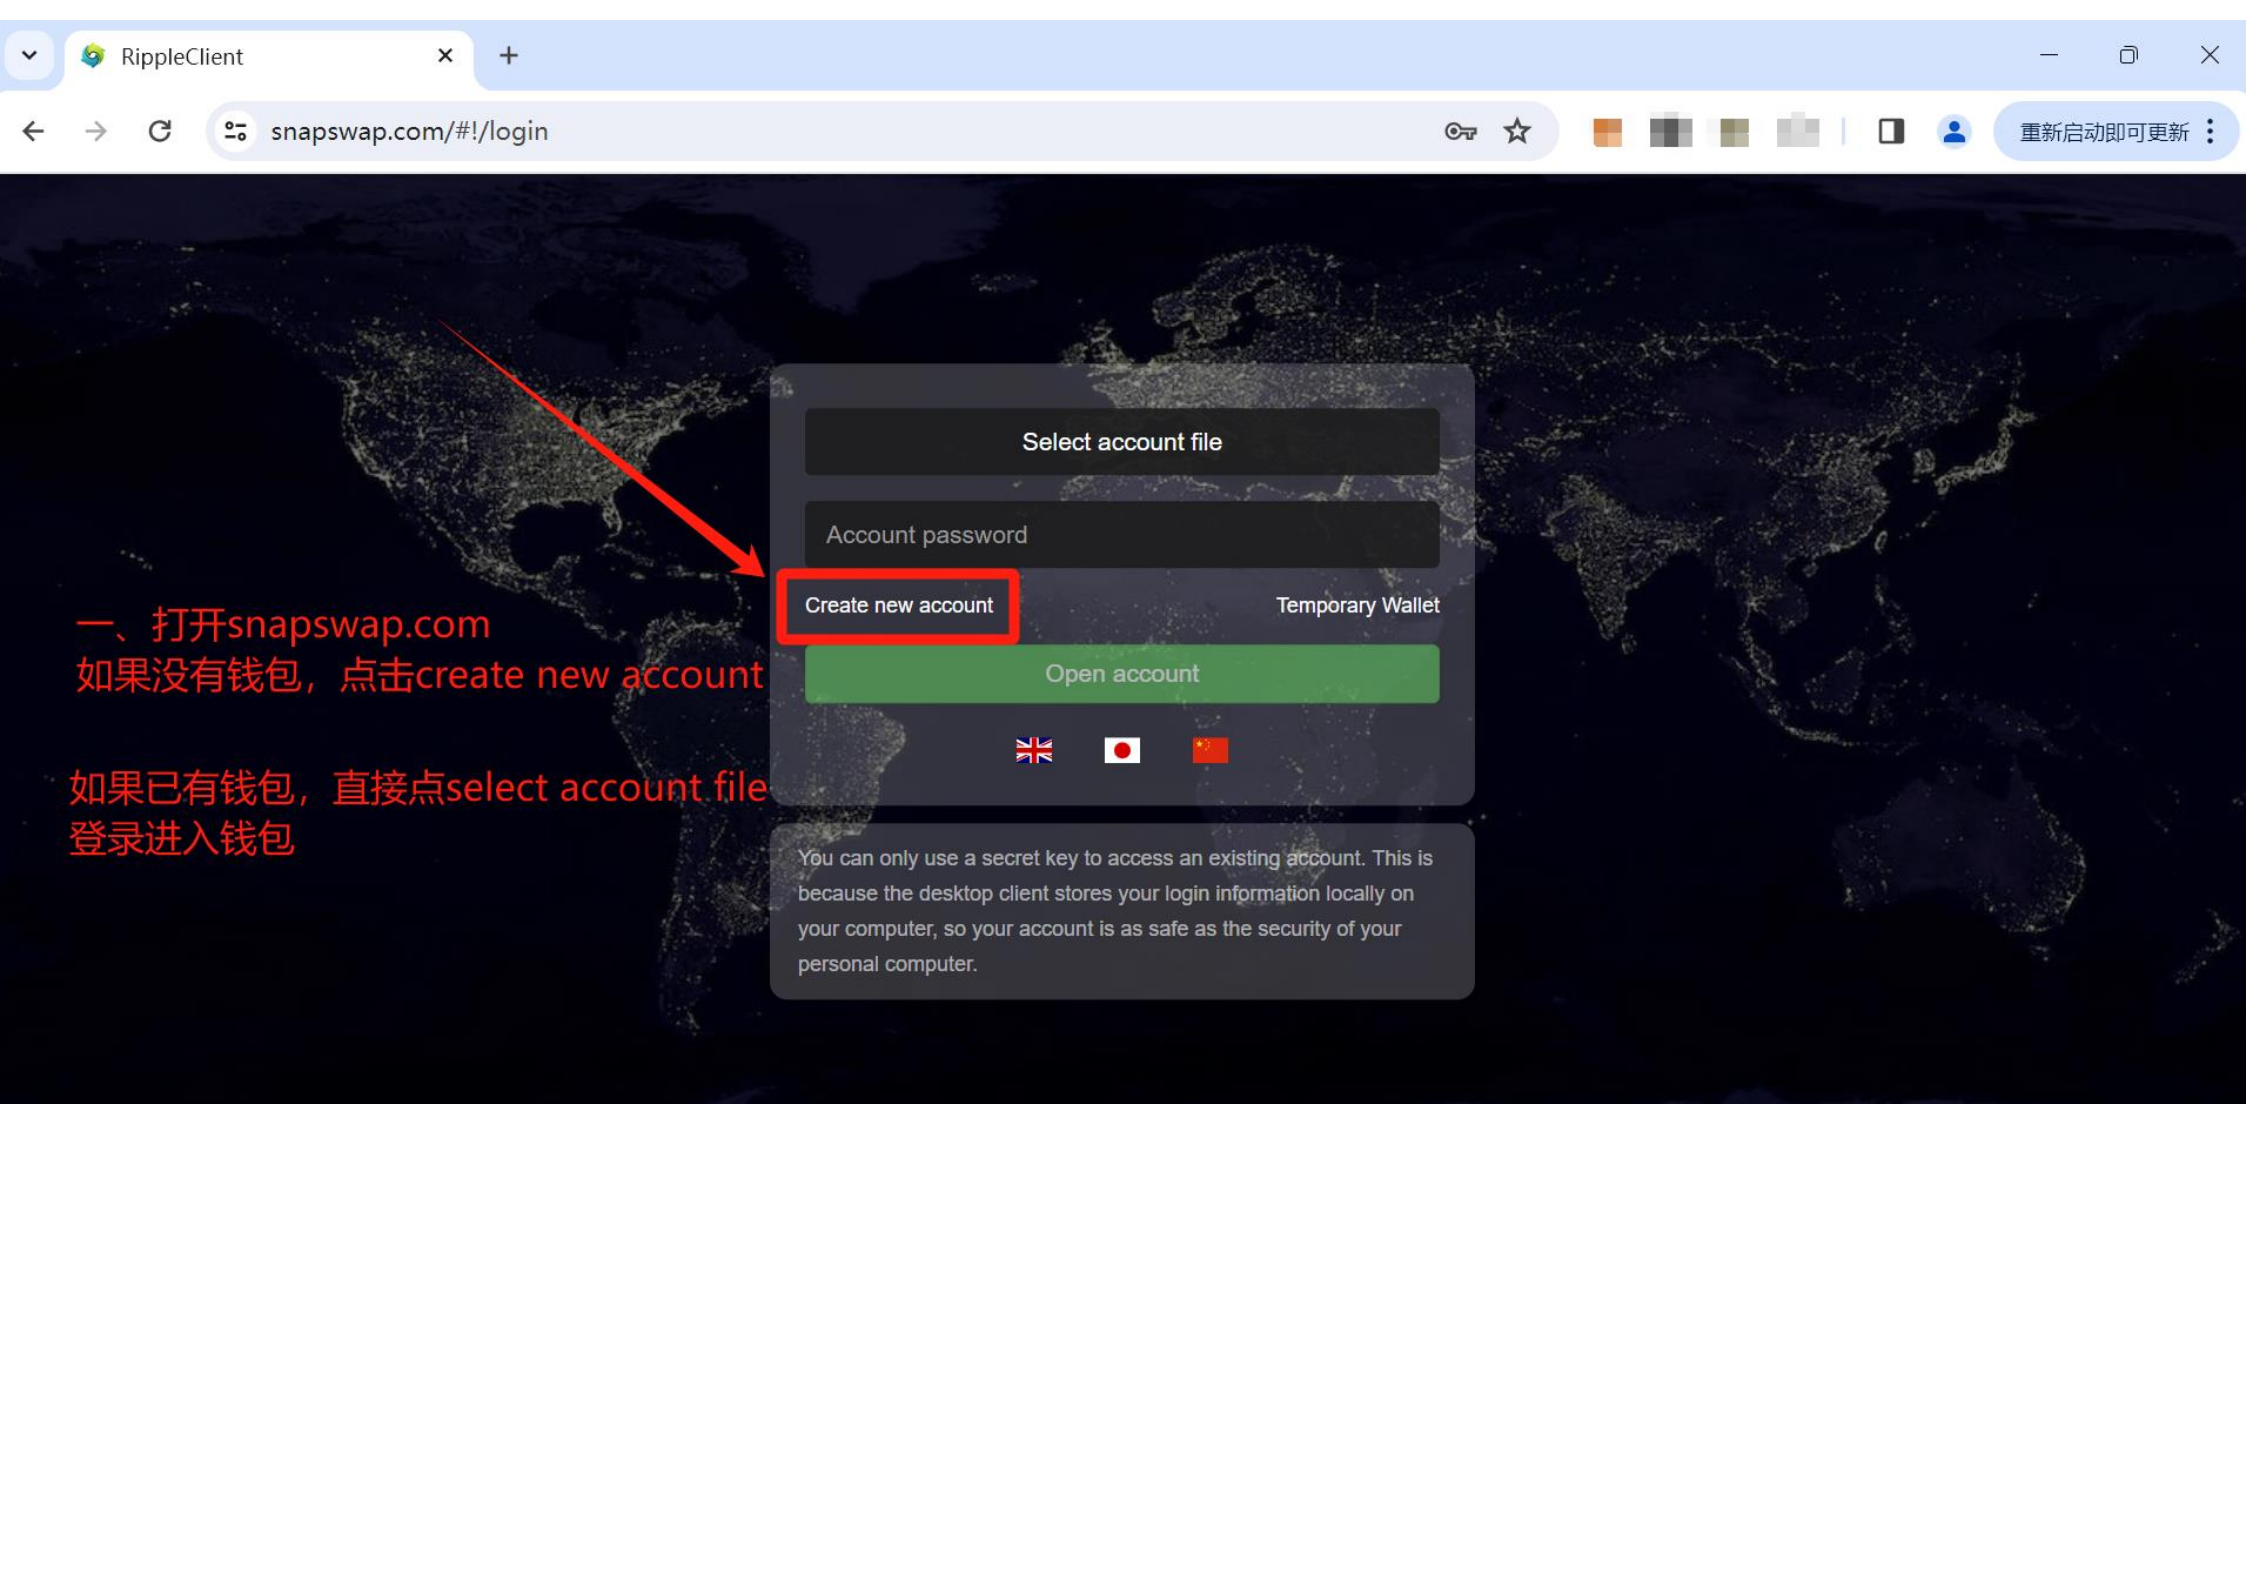 RippleClient
snapswap.com/#!/login
重新启动即可更新
Select account file
Account password
Create new account
Temporary Wallet
一、打开snapswap.com
如果没有钱包，点击create new account
Open account
如果已有钱包，直接点select account file
登录进入钱包
You can only use a secret key to access an existing account. This is
because the desktop client stores your login information locally on
your computer, so your account is as safe as the security of your
personal computer.